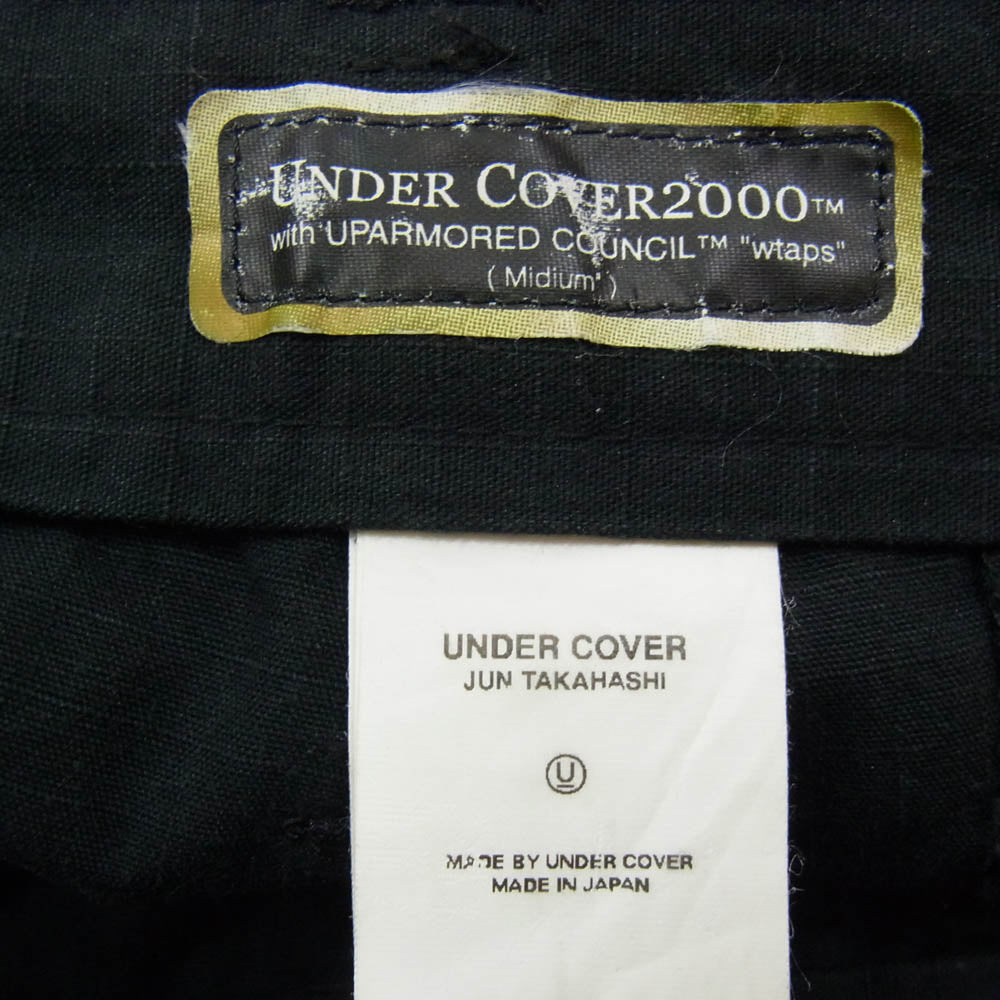 UNDER COVER2000™
with UPARMORED COUNCIL™ "wtaps"
( Midium' )
UNDER COVER
JUN TAKAHASHI
U
MADE BY UNDER COVER
MADE IN JAPAN